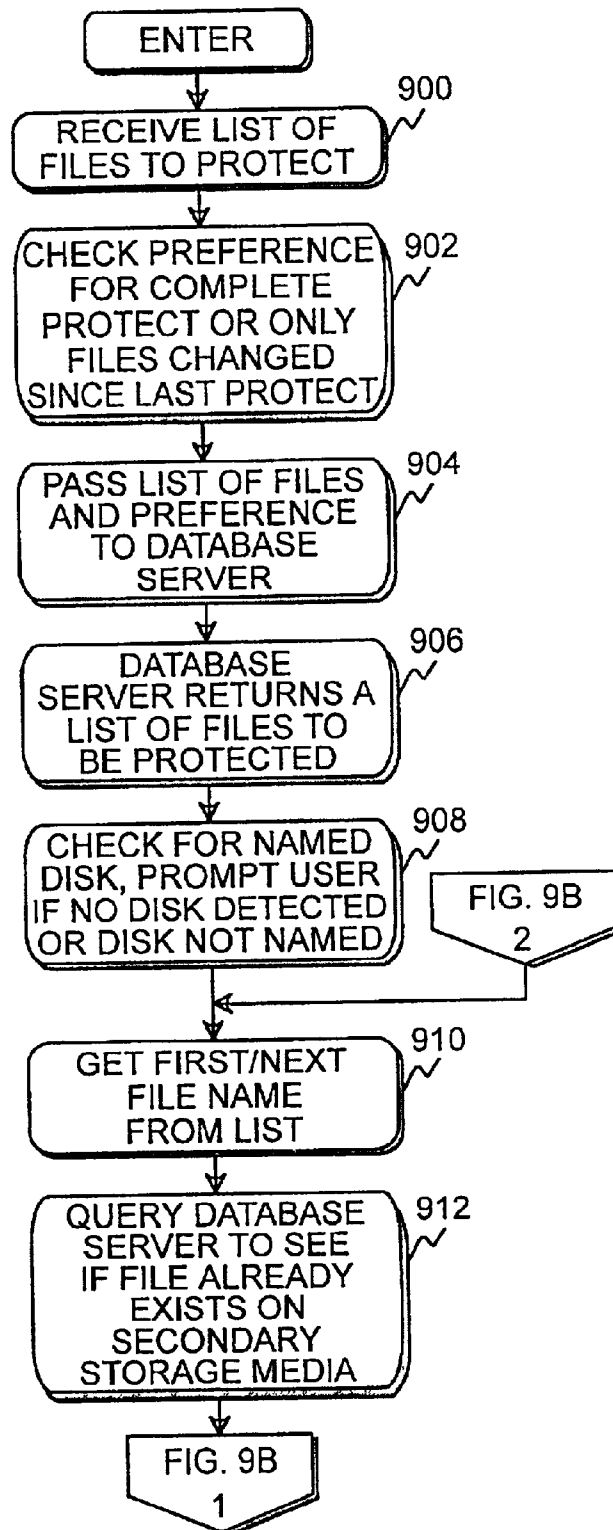 ENTER
900
RECEIVE LIST OF
FILES TO PROTECT
902
CHECK PREFERENCE
FOR COMPLETE
PROTECT OR ONLY
FILES CHANGED
SINCE LAST PROTECT
904
PASS LIST OF FILES
AND PREFERENCE
TO DATABASE
SERVER
906
DATABASE
SERVER RETURNS A
LIST OF FILES TO
BE PROTECTED
908
CHECK FOR NAMED
DISK, PROMPT USER
IF NO DISK DETECTED
OR DISK NOT NAMED
FIG. 9B
2
910
GET FIRST/NEXT
FILE NAME
FROM LIST
912
QUERY DATABASE
SERVER TO SEE
IF FILE ALREADY
EXISTS ON
SECONDARY
STORAGE MEDIA
FIG. 9B
1